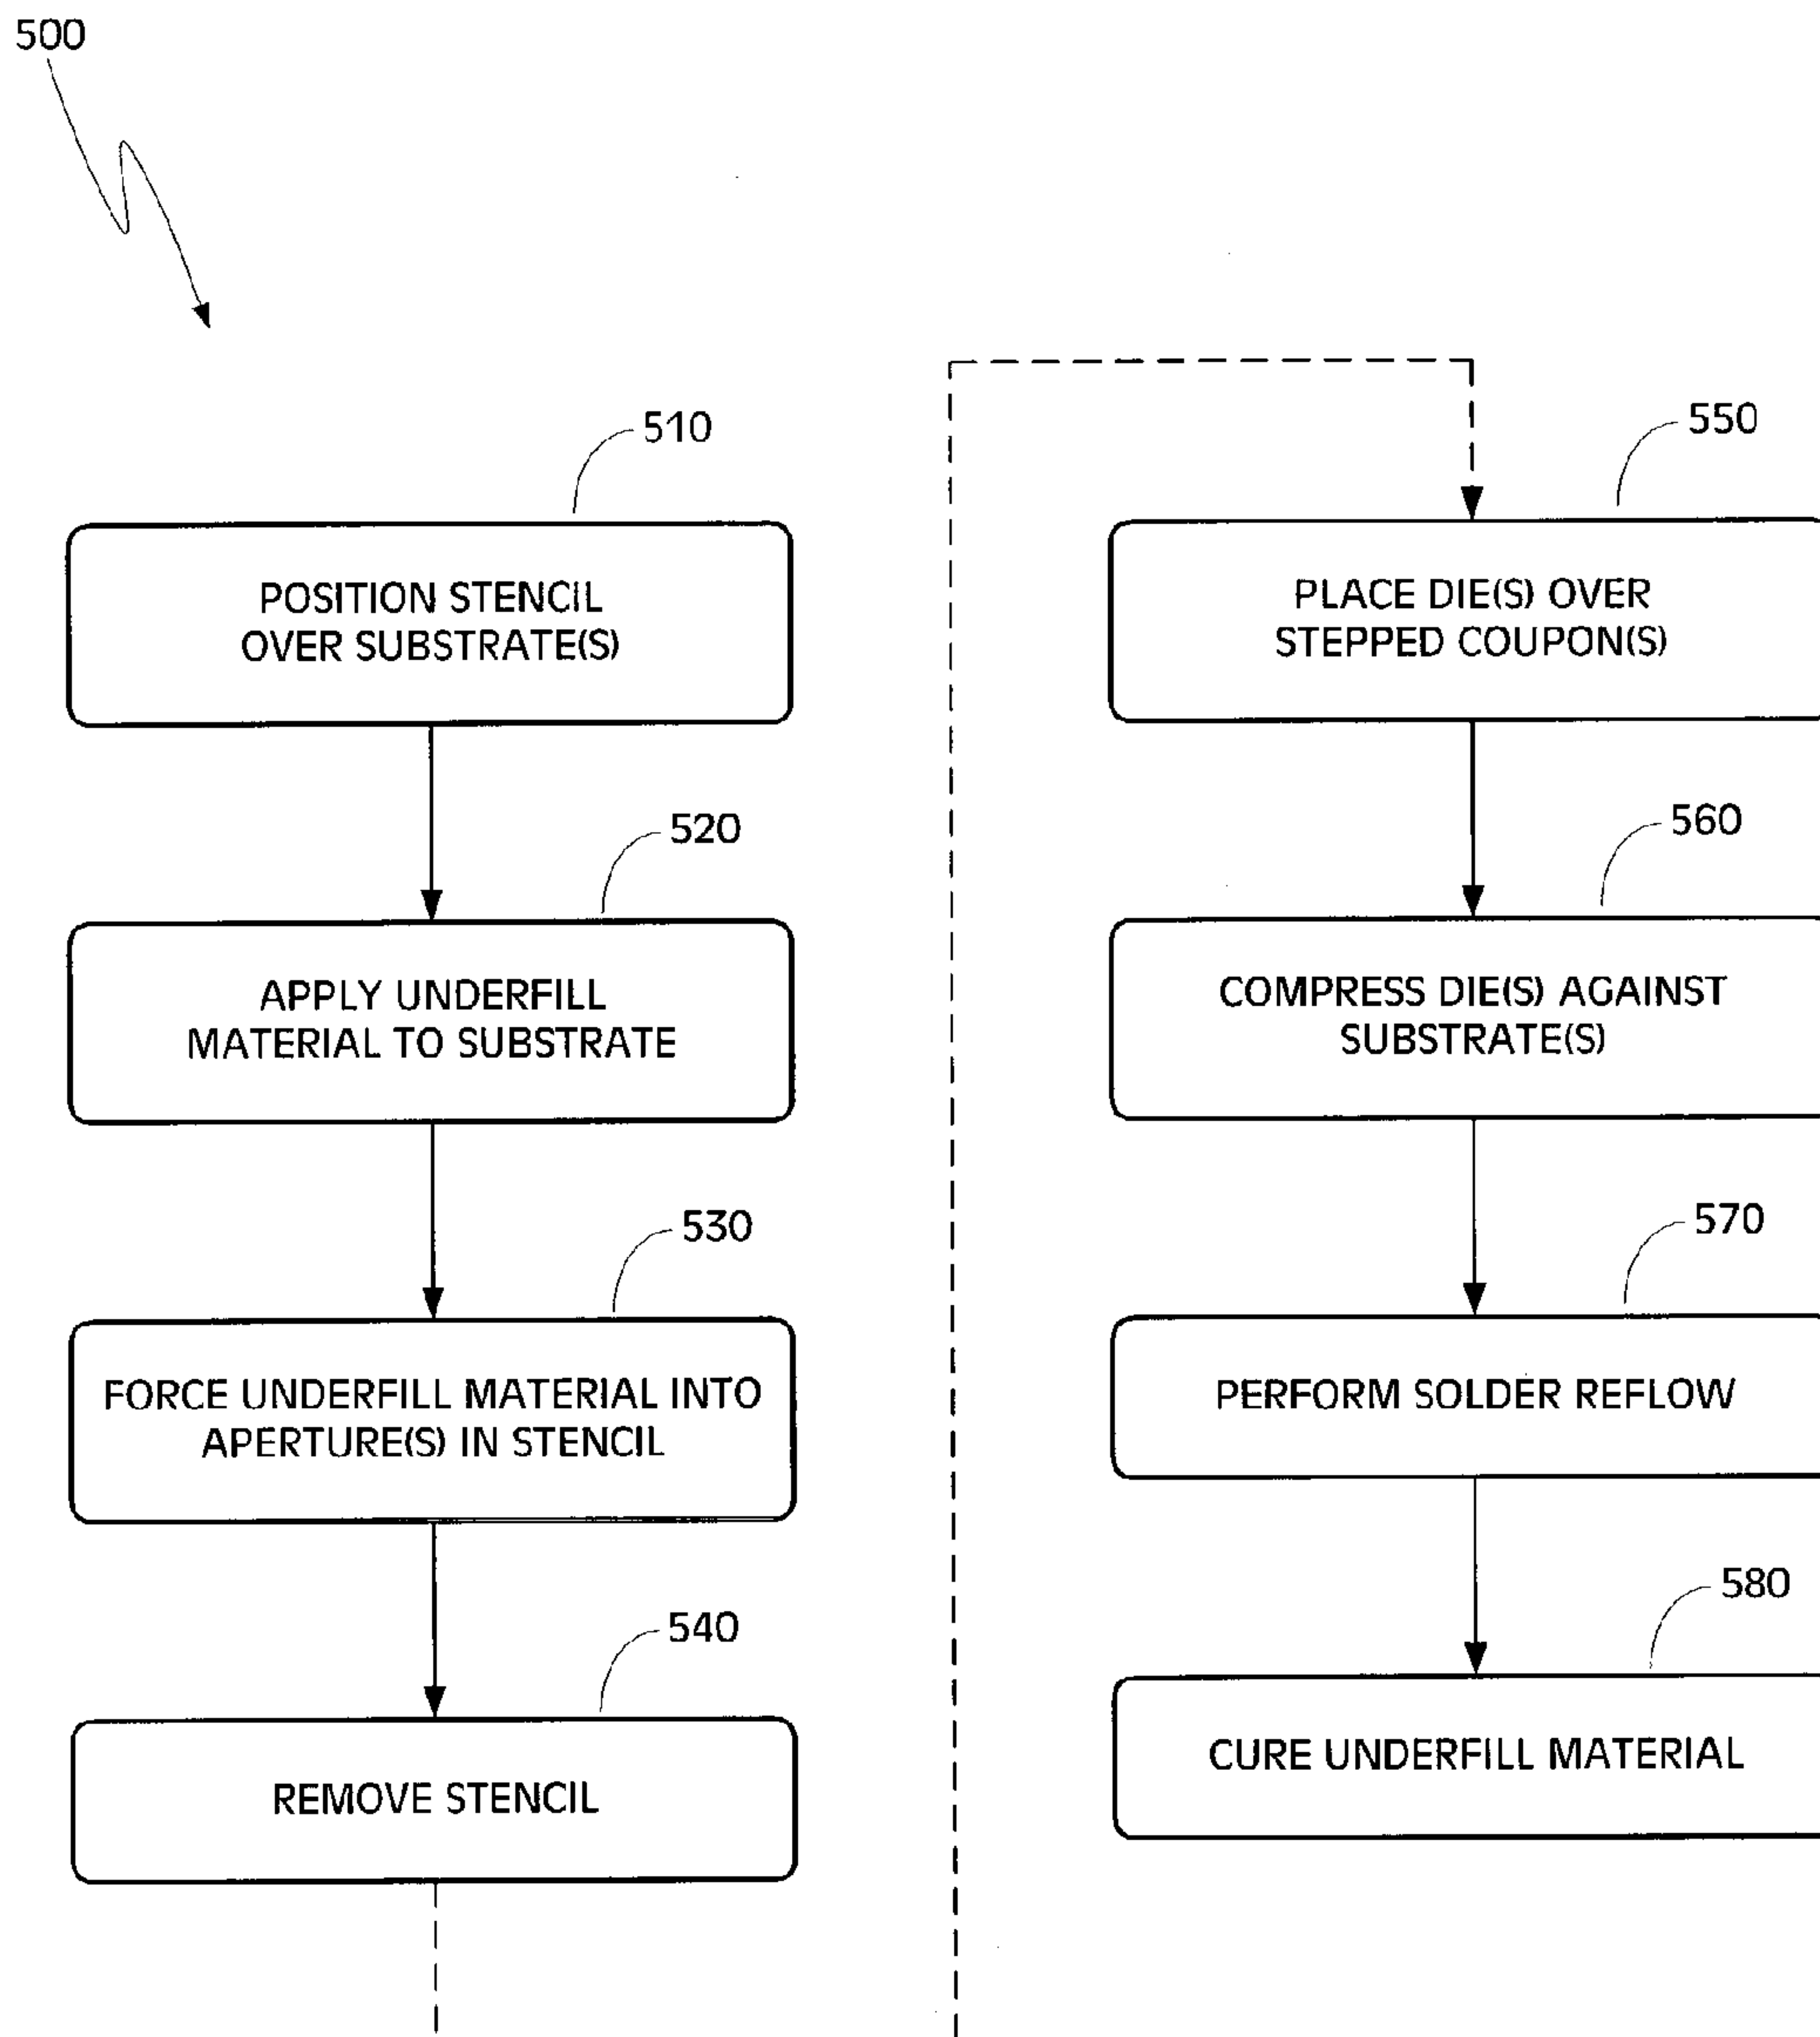 500
510
POSITION STENCIL
OVER SUBSTRATE(S)
520
APPLY UNDERFILL
MATERIAL TO SUBSTRATE
530
FORCE UNDERFILL MATERIAL INTO
APERTURE(S) IN STENCIL
540
REMOVE STENCIL
550
PLACE DIE(S) OVER
STEPPED COUPON(S)
560
COMPRESS DIE(S) AGAINST
SUBSTRATE(S)
570
PERFORM SOLDER REFLOW
580
CURE UNDERFILL MATERIAL